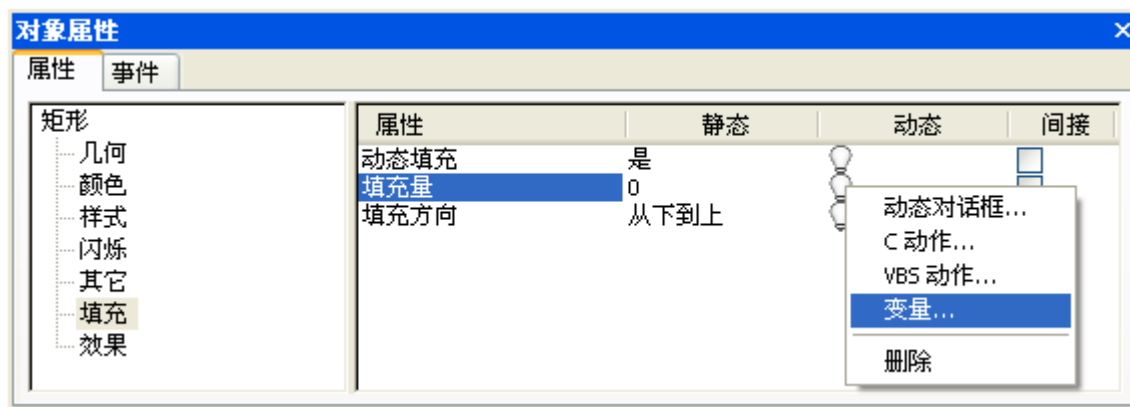 对象属性
属性 事件
矩形
几何
颜色
样式
闪烁
其它
填充
效果
属性 静态 动态 间接
动态填充 是
填充量 0
填充方向 从下到上
动态对话框...
C 动作...
VBS 动作...
变量...
删除